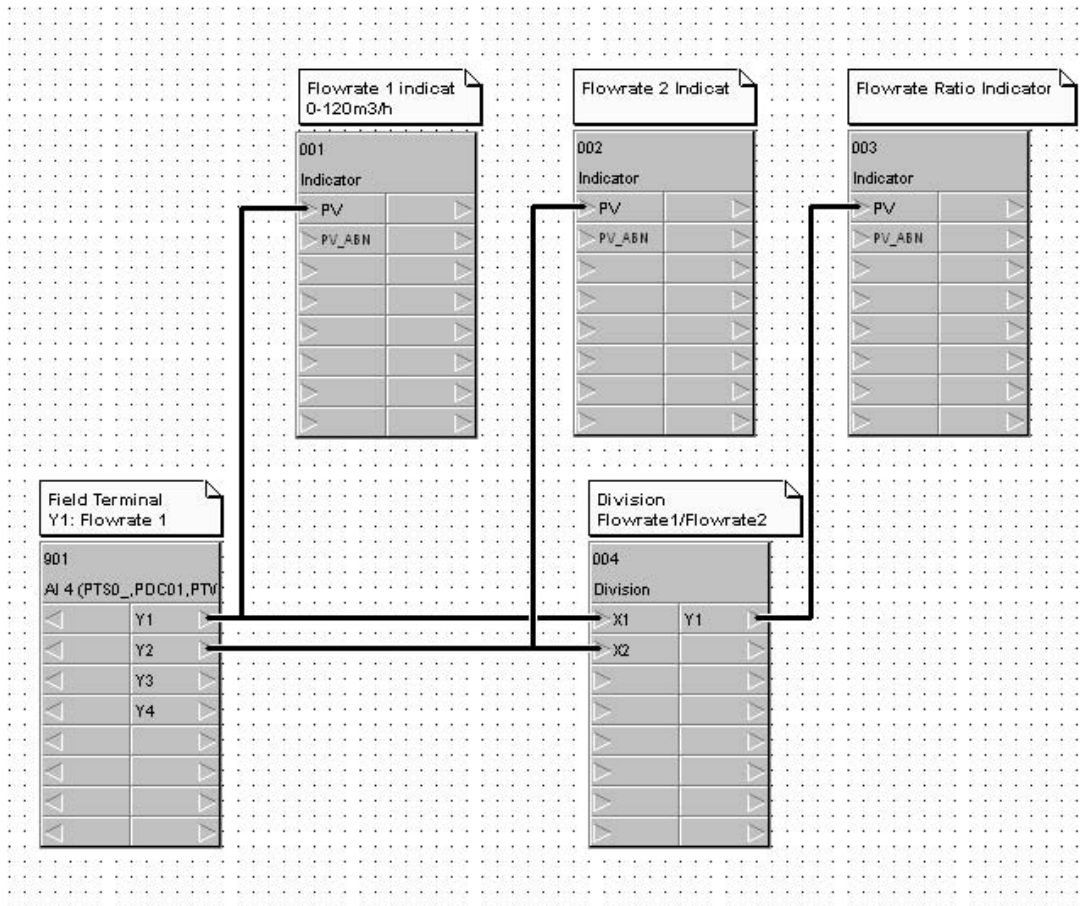 Flowrate 1 indicat
0-120m3/h
Flowrate 2 Indicat
Flowrate Ratio Indicator
001
Indicator
PV
PV_ABN
002
Indicator
PV
PV_ABN
003
Indicator
PV
PV_ABN
Field Terminal
Y1: Flowrate 1
901
AI 4 (PTS0_,PDC01,PTW
Y1
Y2
Y3
Y4
Division
Flowrate1/Flowrate2
004
Division
X1 Y1
X2